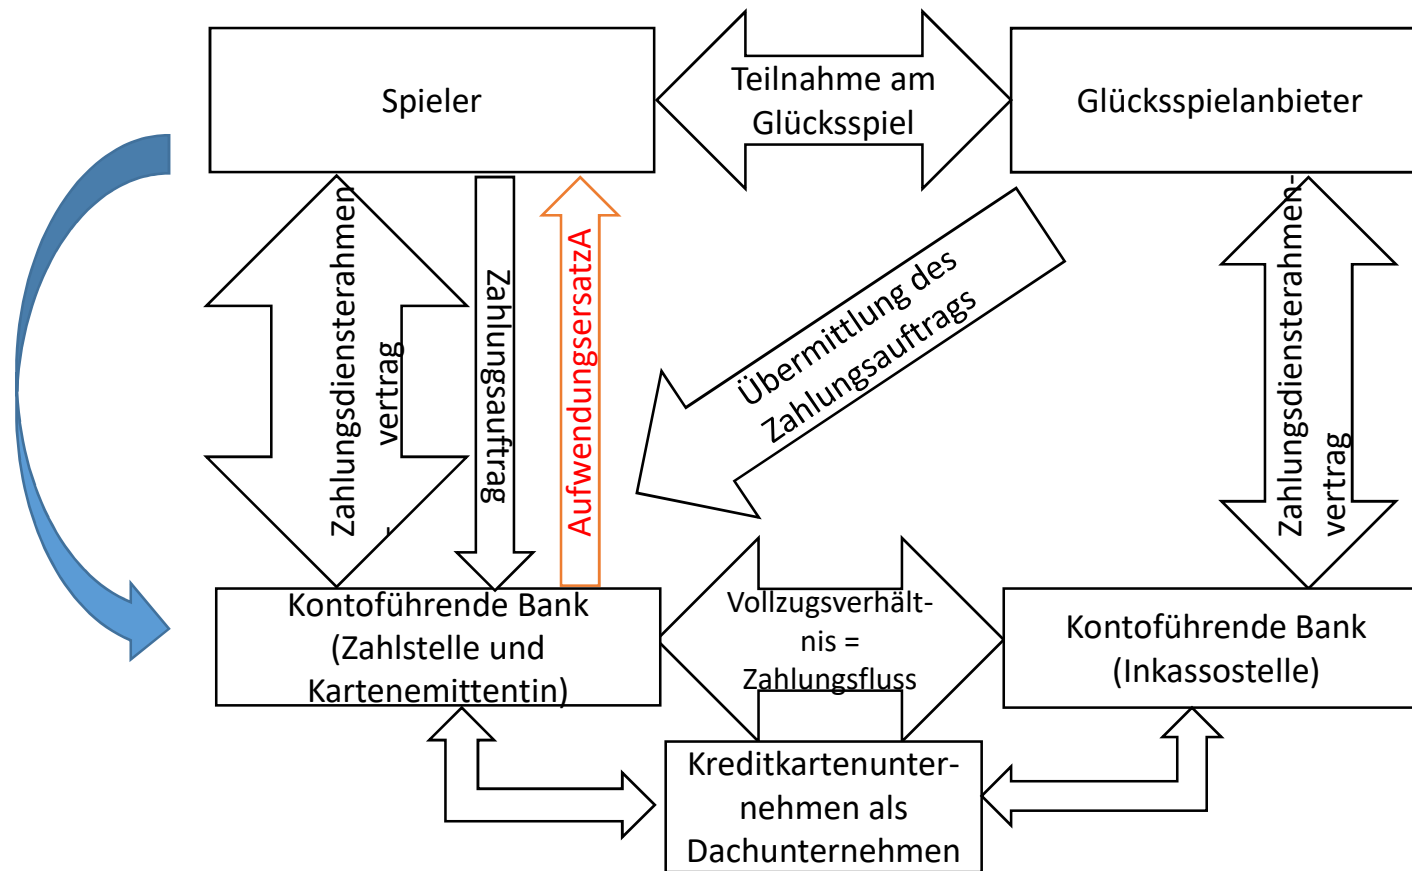 Spieler
Teilnahme am
Glücksspiel
Glücksspielanbieter
Zahlungsdiensterahmen
-
vertrag
Zahlungsauftrag
AufwendungsersatzA
Übermittlung des
Zahlungsauftrags
Zahlungsdiensterahmen-
vertrag
Kontoführende Bank
(Zahlstelle und
Kartenemittentin)
Vollzugsverhält-
nis =
Zahlungsfluss
Kontoführende Bank
(Inkassostelle)
Kreditkartenunter-
nehmen als
Dachunternehmen